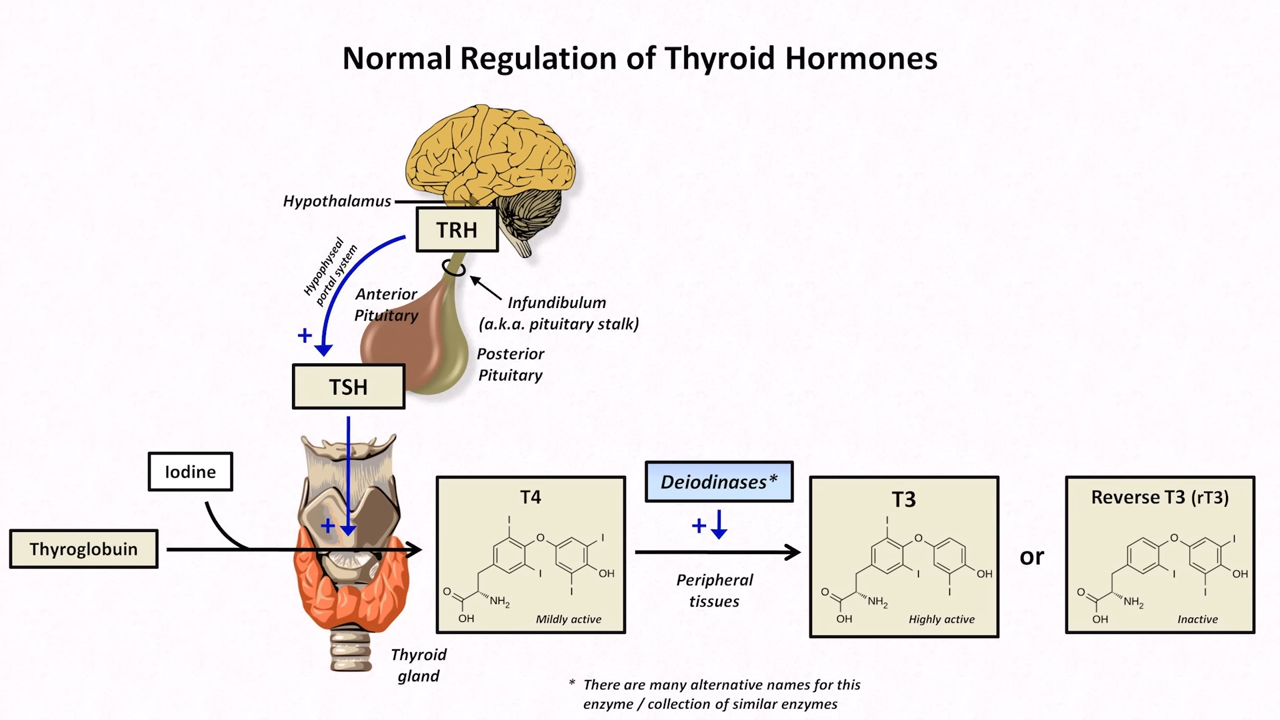 Normal Regulation of Thyroid Hormones
Hypothalamus
TRH
Hypophyseal
portal system
Anterior
Pituitary
Infundibulum
(a.k.a. pituitary stalk)
Posterior
Pituitary
+
TSH
Iodine
Thyroglobuin
+
Thyroid
gland
T4
I
O
I
I
I
OH
O
NH₂
OH
Mildly active
Deiodinases*
+
Peripheral
tissues
T3
I
O
I
I
OH
O
NH₂
OH
Highly active
or
Reverse T3 (rT3)
O
I
I
I
OH
O
NH₂
OH
Inactive
* There are many alternative names for this
enzyme / collection of similar enzymes